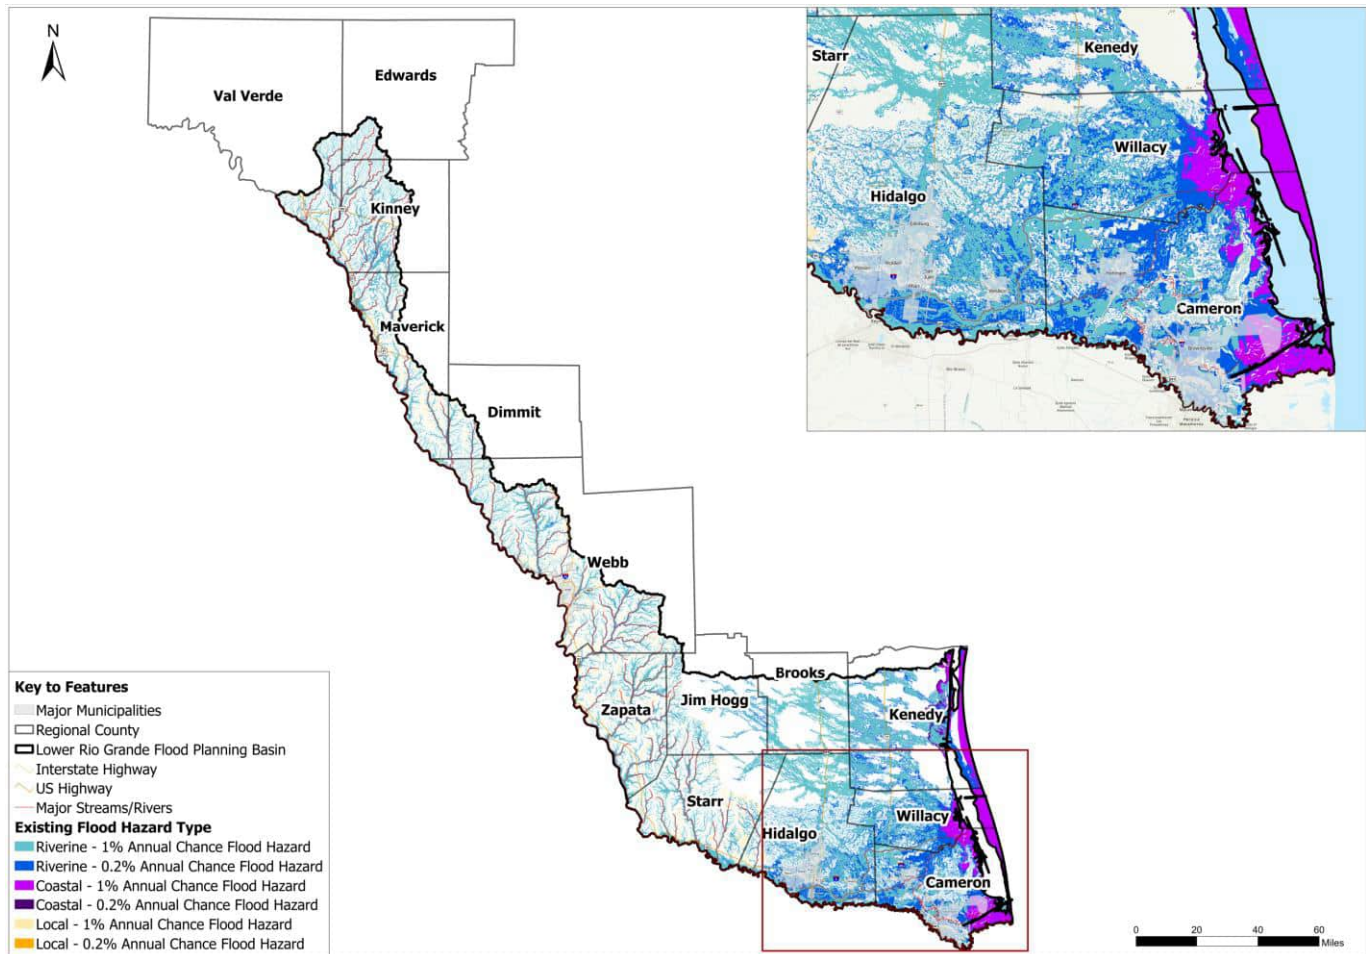 N
Val Verde
Edwards
Kinney
Maverick
Dimmit
Webb
Zapata
Jim Hogg
Brooks
Kenedy
Starr
Hidalgo
Willacy
Cameron
Starr
Kenedy
Willacy
Hidalgo
Cameron
Key to Features
Major Municipalities
Regional County
Lower Rio Grande Flood Planning Basin
Interstate Highway
US Highway
Major Streams/Rivers
Existing Flood Hazard Type
Riverine - 1% Annual Chance Flood Hazard
Riverine - 0.2% Annual Chance Flood Hazard
Coastal - 1% Annual Chance Flood Hazard
Coastal - 0.2% Annual Chance Flood Hazard
Local - 1% Annual Chance Flood Hazard
Local - 0.2% Annual Chance Flood Hazard
0 20 40 60
Miles